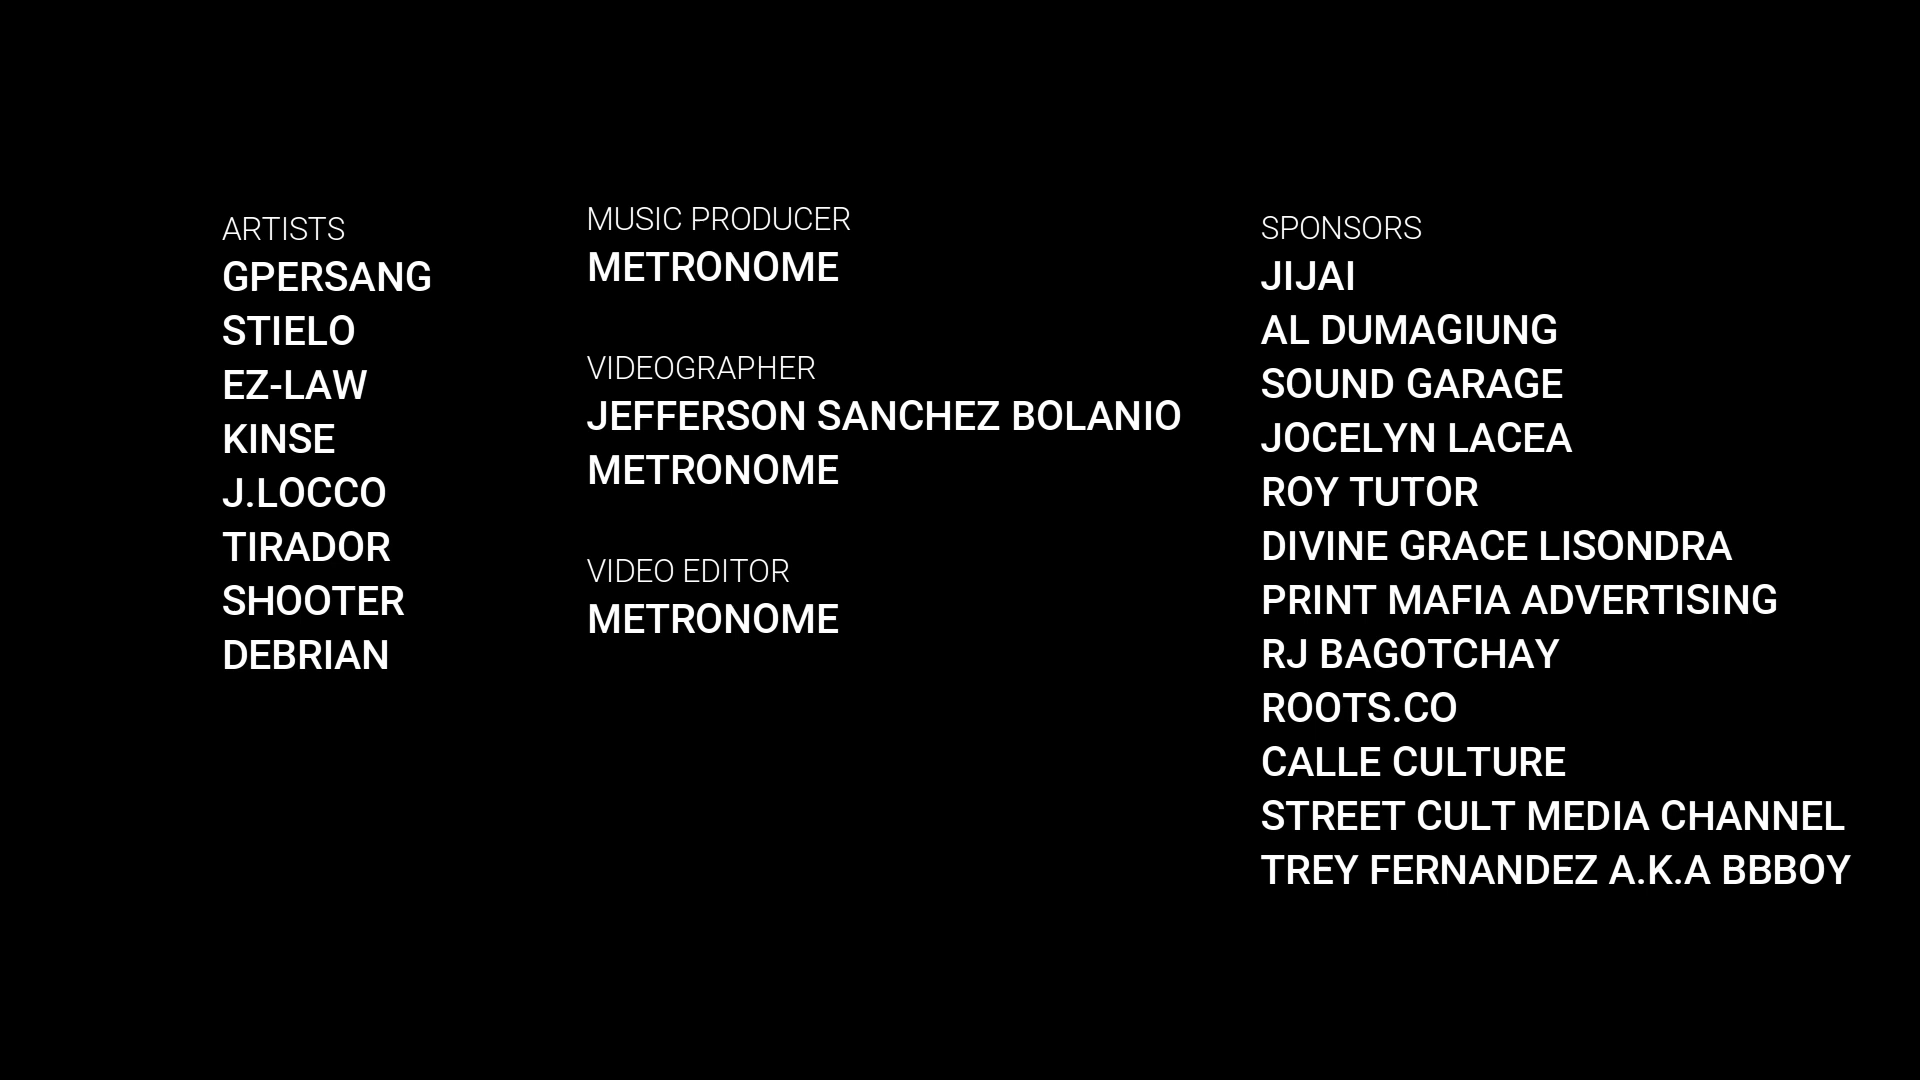 ARTISTS
GPERSANG
STIELO
EZ-LAW
KINSE
J.LOCCO
TIRADOR
SHOOTER
DEBRIAN
MUSIC PRODUCER
METRONOME
VIDEOGRAPHER
JEFFERSON SANCHEZ BOLANIO
METRONOME
VIDEO EDITOR
METRONOME
SPONSORS
JIJAI
AL DUMAGIUNG
SOUND GARAGE
JOCELYN LACEA
ROY TUTOR
DIVINE GRACE LISONDRA
PRINT MAFIA ADVERTISING
RJ BAGOTCHAY
ROOTS.CO
CALLE CULTURE
STREET CULT MEDIA CHANNEL
TREY FERNANDEZ A.K.A BBBOY